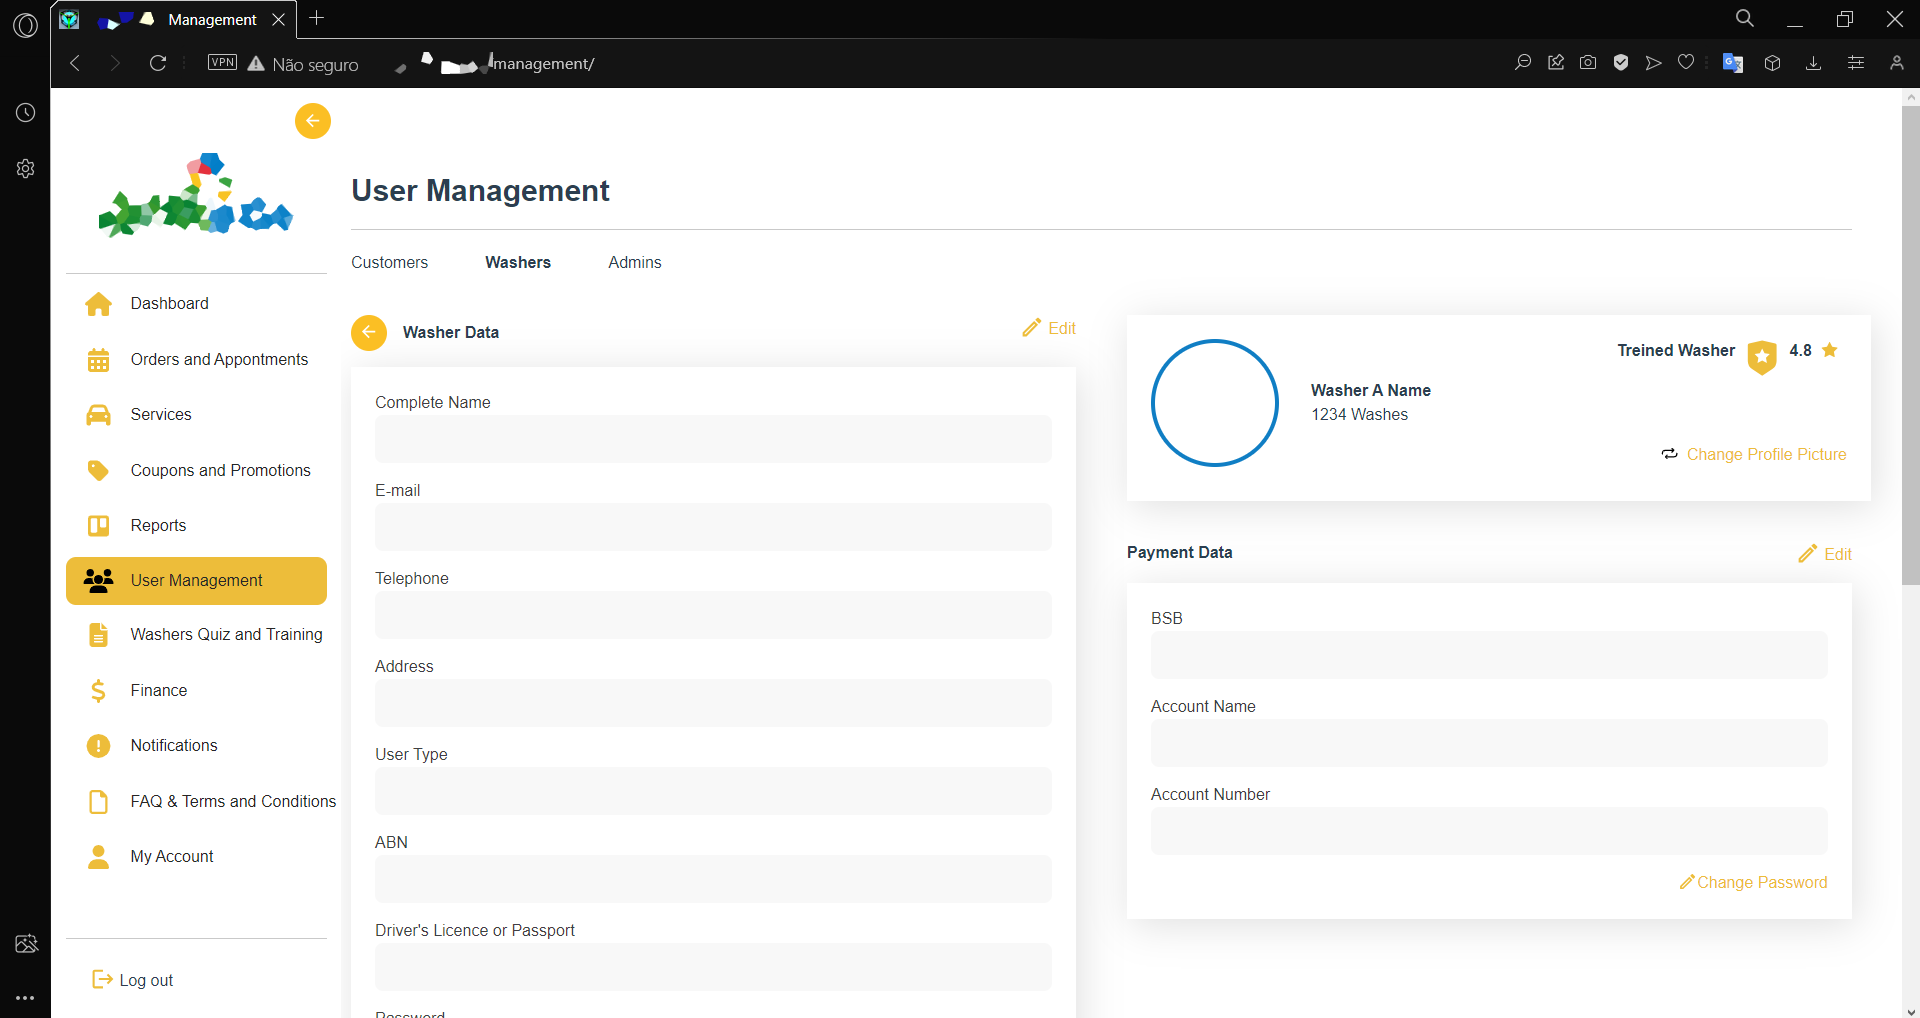 Management
VPN
Não seguro
management/
User Management
Customers
Washers
Admins
Dashboard
Orders and Appontments
Services
Coupons and Promotions
Reports
User Management
Washers Quiz and Training
Finance
Notifications
FAQ & Terms and Conditions
My Account
Log out
Washer Data
Edit
Complete Name
E-mail
Telephone
Address
User Type
ABN
Driver's Licence or Passport
Password
Treined Washer
4.8
Washer A Name
1234 Washes
Change Profile Picture
Payment Data
Edit
BSB
Account Name
Account Number
Change Password